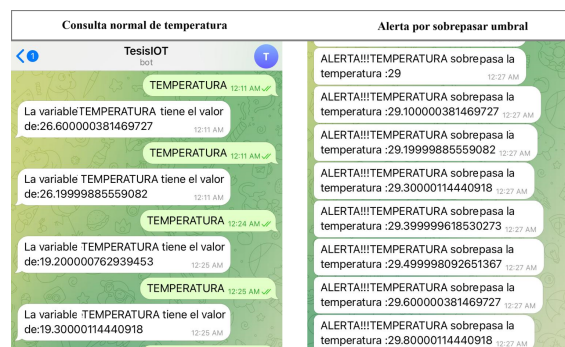 Consulta normal de temperatura
Alerta por sobrepasar umbral
1
TesisIOT
bot
T
TEMPERATURA 12:11 AM
La variable TEMPERATURA tiene el valor
de:26.600000381469727 12:11 AM
TEMPERATURA 12:11 AM
La variable TEMPERATURA tiene el valor
de:26.19999885559082 12:11 AM
TEMPERATURA 12:24 AM
La variable TEMPERATURA tiene el valor
de:19.200000762939453 12:25 AM
TEMPERATURA 12:25 AM
La variable TEMPERATURA tiene el valor
de:19.30000114440918 12:25 AM
ALERTA!!!TEMPERATURA sobrepasa la
temperatura :29 12:27 AM
ALERTA!!!TEMPERATURA sobrepasa la
temperatura :29.100000381469727 12:27 AM
ALERTA!!!TEMPERATURA sobrepasa la
temperatura :29.19999885559082 12:27 AM
ALERTA!!!TEMPERATURA sobrepasa la
temperatura :29.30000114440918 12:27 AM
ALERTA!!!TEMPERATURA sobrepasa la
temperatura :29.399999618530273 12:27 AM
ALERTA!!!TEMPERATURA sobrepasa la
temperatura :29.499998092651367 12:27 AM
ALERTA!!!TEMPERATURA sobrepasa la
temperatura :29.600000381469727 12:27 AM
ALERTA!!!TEMPERATURA sobrepasa la
temperatura :29.80000114440918 12:27 AM